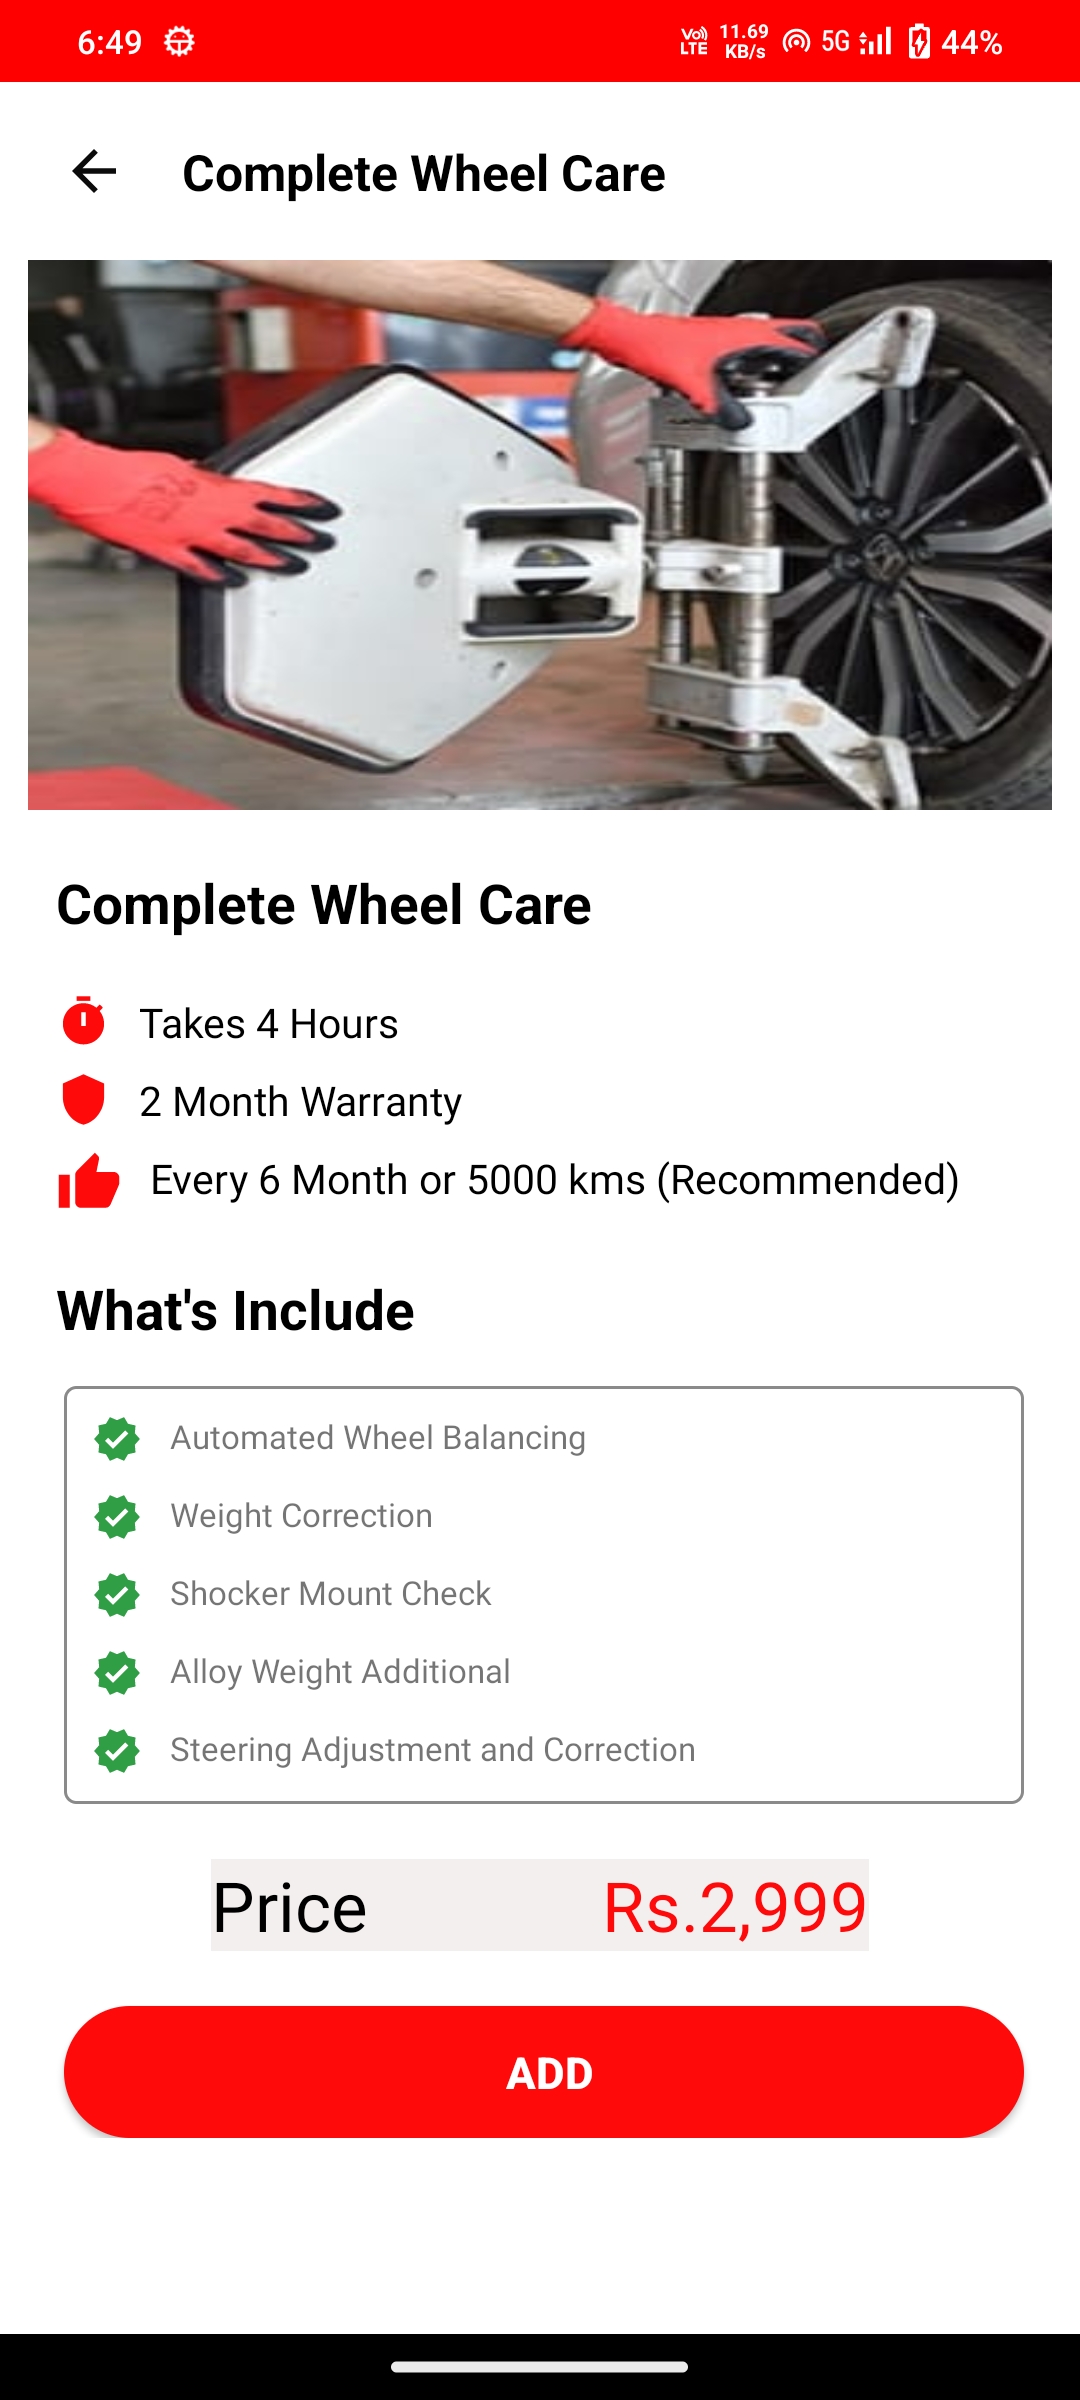 6:49 Vo) LTE 11.69 KB/s 5G 44%
Complete Wheel Care
Complete Wheel Care
Takes 4 Hours
2 Month Warranty
Every 6 Month or 5000 kms (Recommended)
What's Include
Automated Wheel Balancing
Weight Correction
Shocker Mount Check
Alloy Weight Additional
Steering Adjustment and Correction
Price Rs.2,999
ADD